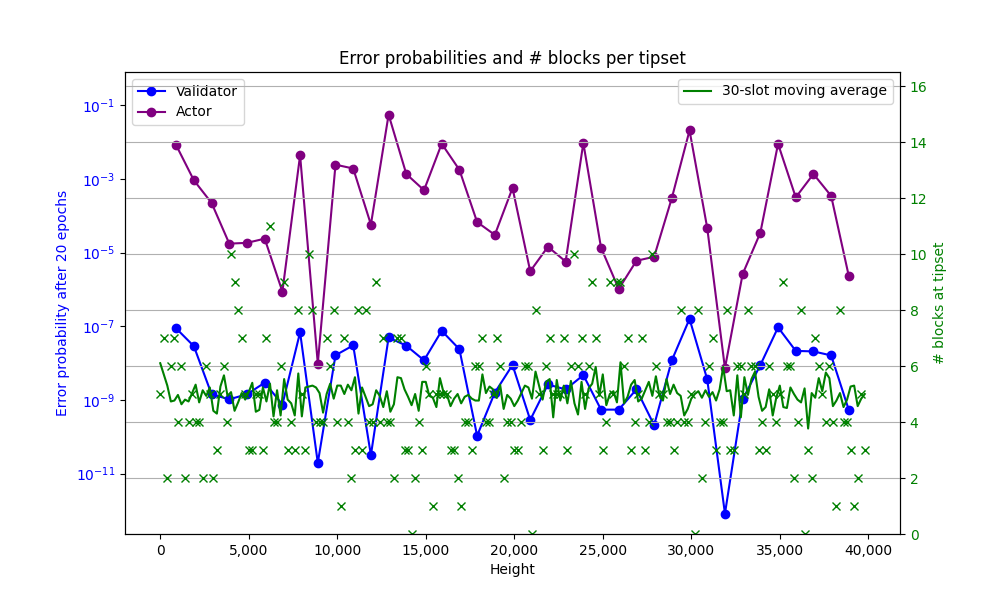 Error probabilities and # blocks per tipset
Validator
Actor
30-slot moving average
10⁻¹
10⁻³
10⁻⁵
10⁻⁷
10⁻⁹
10⁻¹¹
Error probability after 20 epochs
16
14
12
10
8
6
4
2
0
# blocks at tipset
0 5,000 10,000 15,000 20,000 25,000 30,000 35,000 40,000
Height